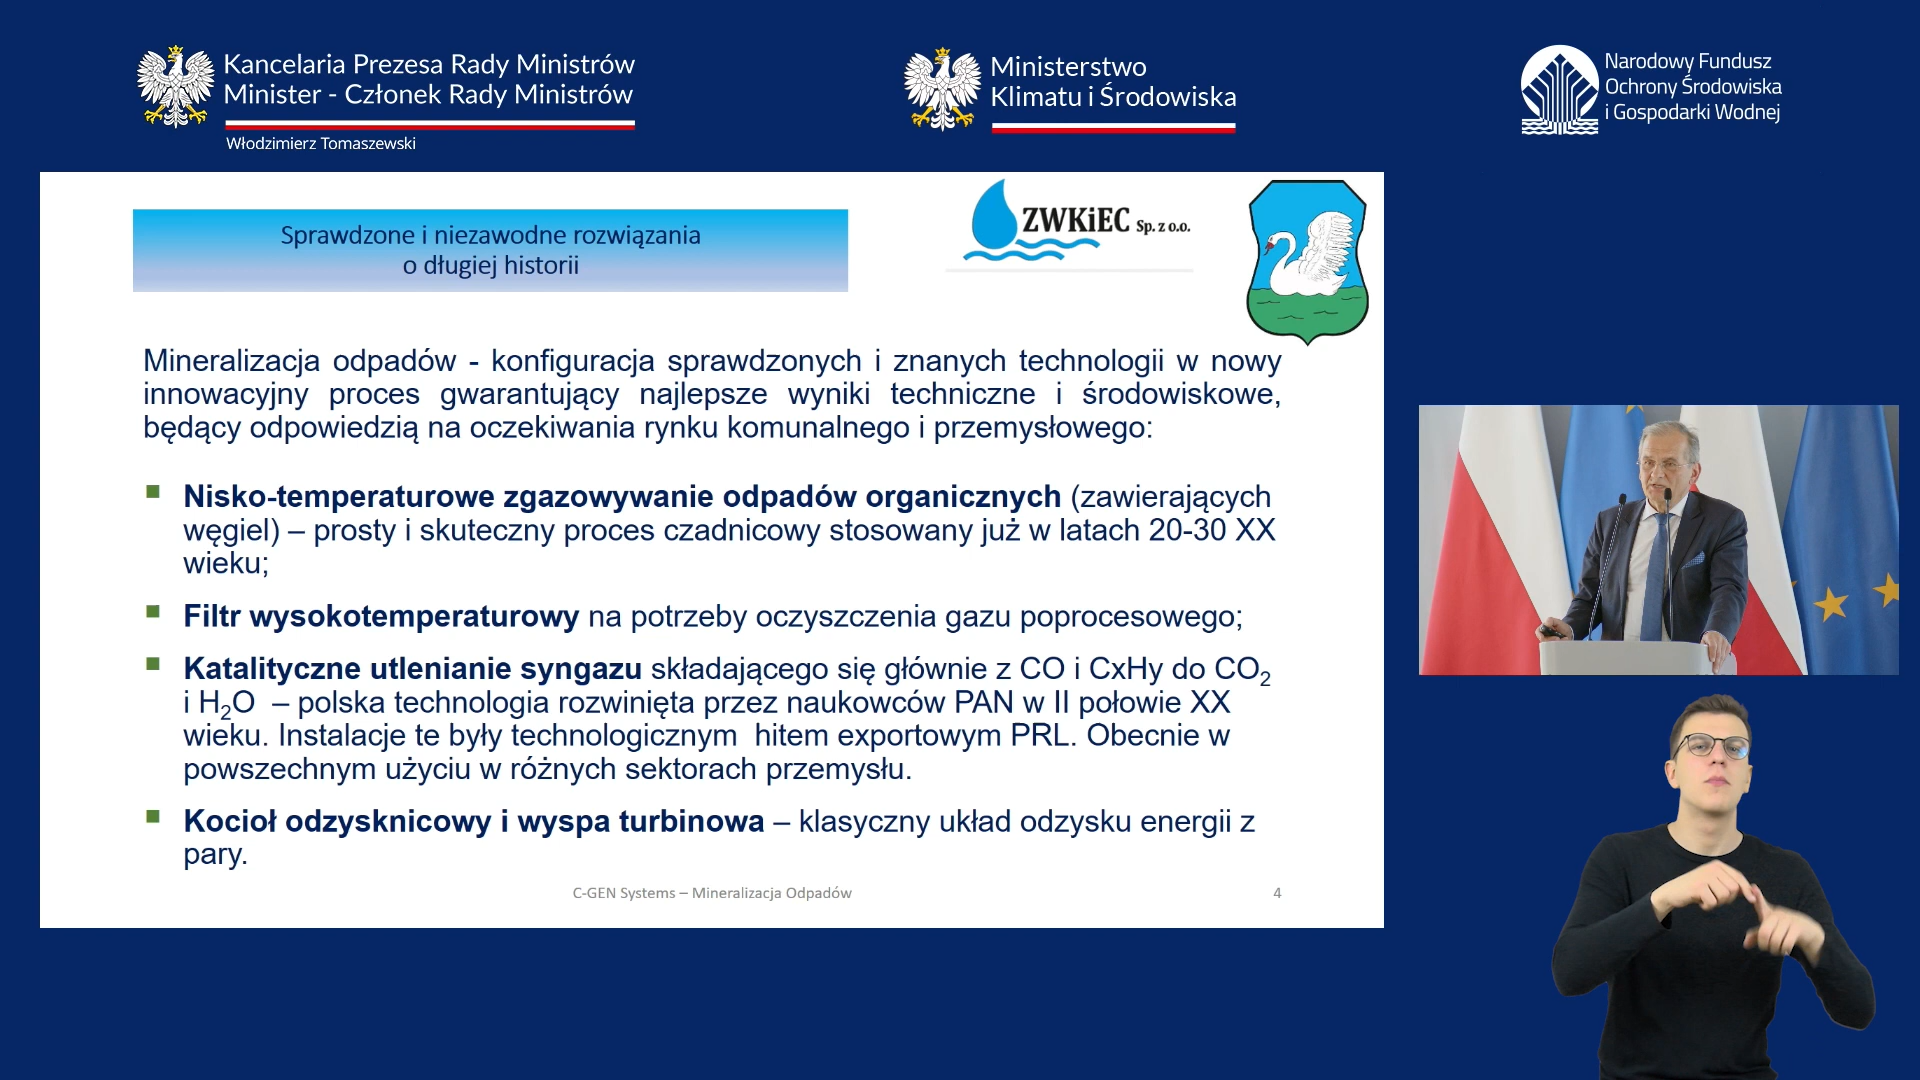 Kancelaria Prezesa Rady Ministrów
Minister - Członek Rady Ministrów
Włodzimierz Tomaszewski
Ministerstwo
Klimatu i Środowiska
Narodowy Fundusz
Ochrony Środowiska
i Gospodarki Wodnej
Sprawdzone i niezawodne rozwiązania
o długiej historii
ZWKiEC Sp. z o.o.
Mineralizacja odpadów - konfiguracja sprawdzonych i znanych technologii w nowy
innowacyjny proces gwarantujący najlepsze wyniki techniczne i środowiskowe,
będący odpowiedzią na oczekiwania rynku komunalnego i przemysłowego:
Nisko-temperaturowe zgazowywanie odpadów organicznych (zawierających
węgiel) – prosty i skuteczny proces czadnicowy stosowany już w latach 20-30 XX
wieku;
Filtr wysokotemperaturowy na potrzeby oczyszczenia gazu poprocesowego;
Katalityczne utlenianie syngazu składającego się głównie z CO i CxHy do CO₂
i H₂O – polska technologia rozwinięta przez naukowców PAN w II połowie XX
wieku. Instalacje te były technologicznym hitem exportowym PRL. Obecnie w
powszechnym użyciu w różnych sektorach przemysłu.
Kocioł odzysknicowy i wyspa turbinowa – klasyczny układ odzysku energii z
pary.
C-GEN Systems – Mineralizacja Odpadów
4